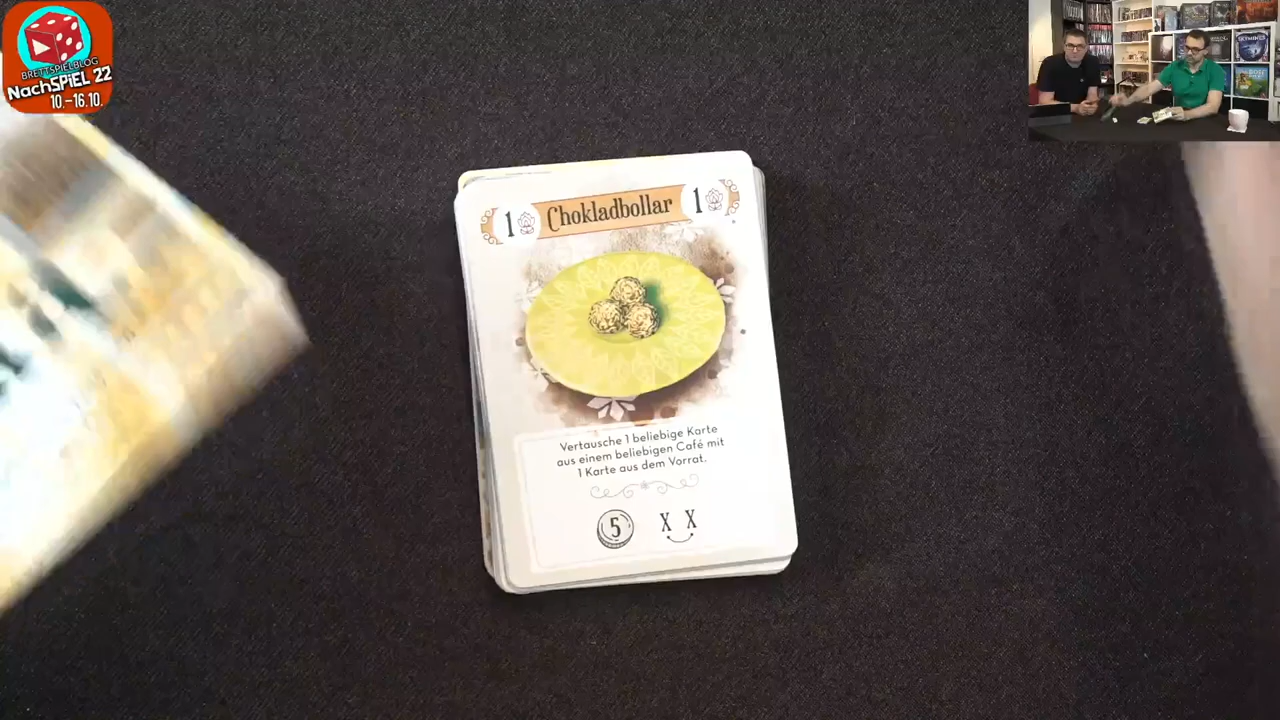 BRETTSPIELBLOG
NachSPIEL 22
10.-16.10.
1 Chokladbollar 1
Vertausche 1 beliebige Karte
aus einem beliebigen Café mit
1 Karte aus dem Vorrat.
5 X X
SKYMINES